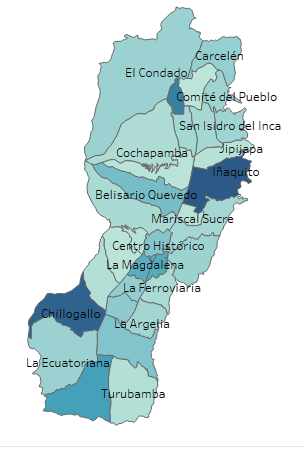 Carcelén
El Condado
Comité del Pueblo
San Isidro del Inca
Jipijapa
Cochapamba
Iñaquito
Belisario Quevedo
Mariscal Sucre
Centro Histórico
La Magdalena
La Ferroviaria
Chillogallo
La Argelia
La Ecuatoriana
Turubamba